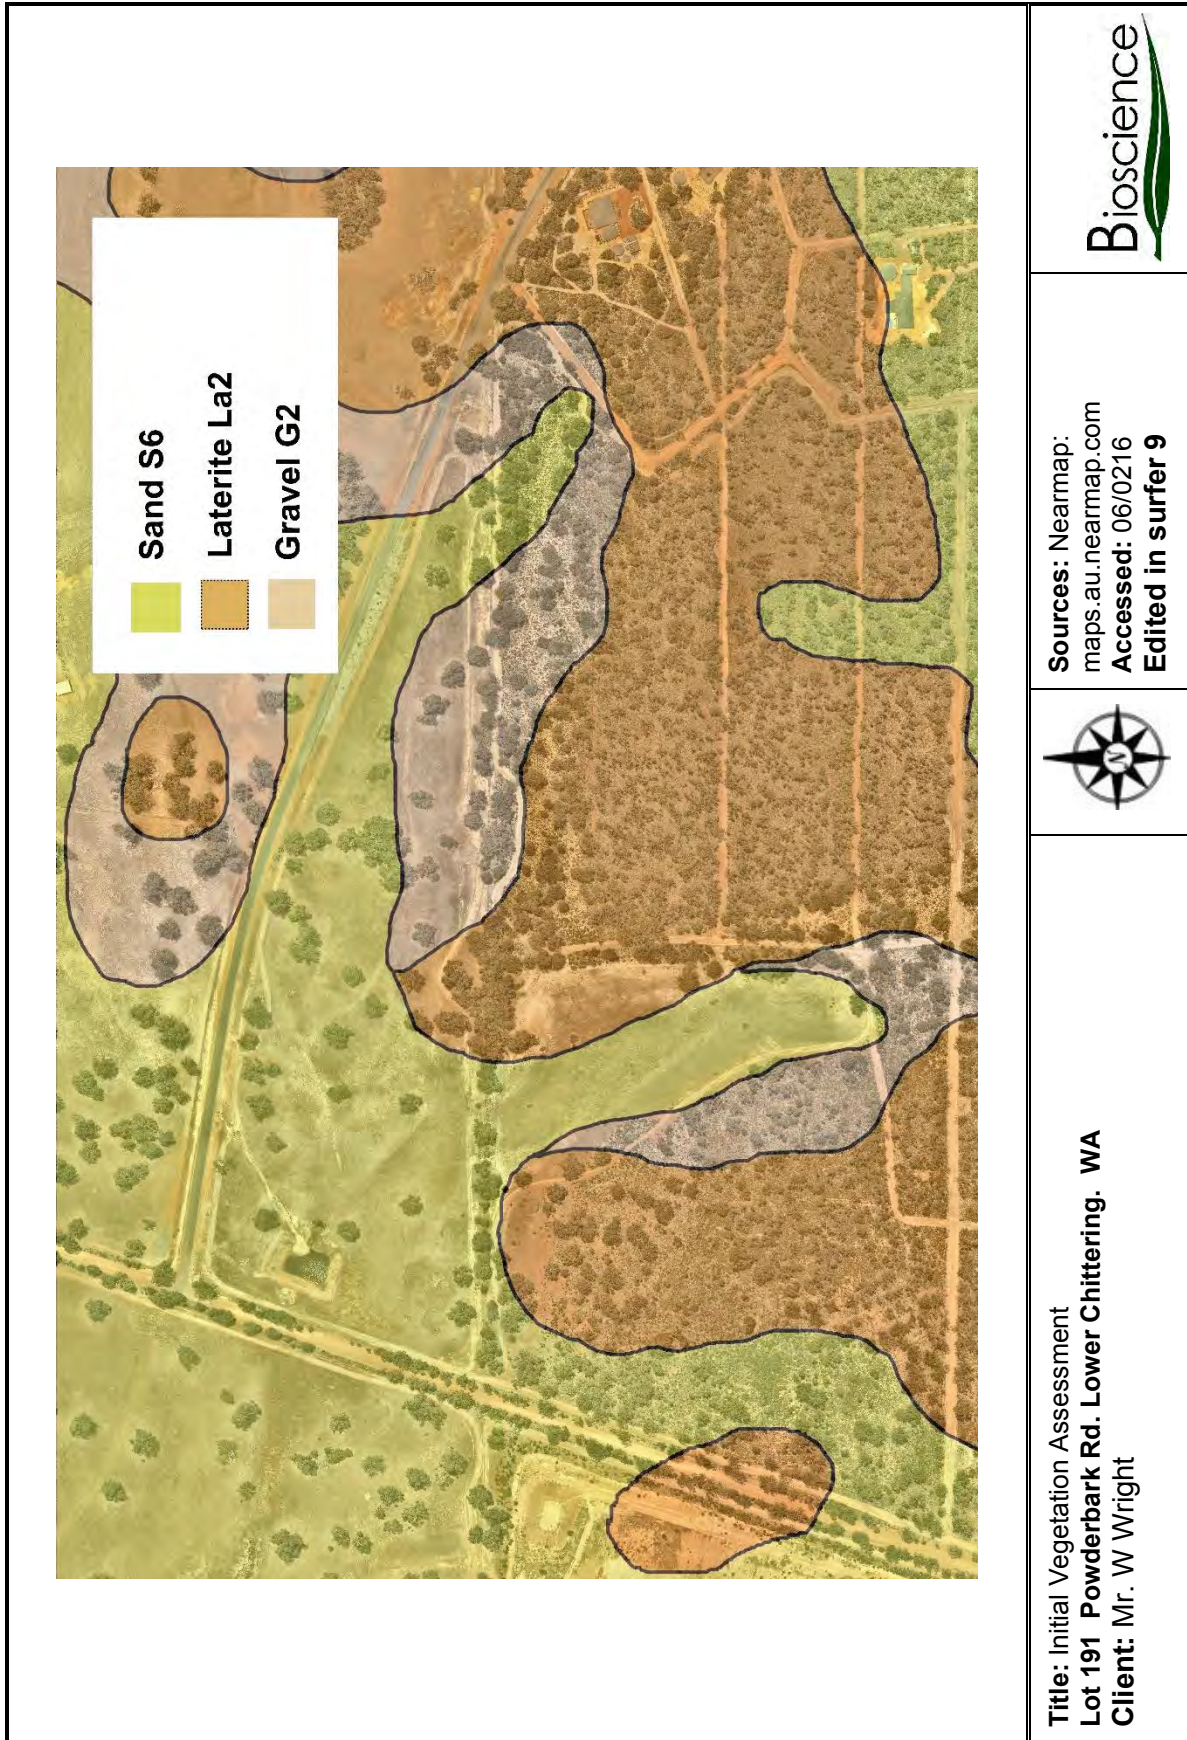 Sand S6
Laterite La2
Gravel G2
Title: Initial Vegetation Assessment
Lot 191 Powderbark Rd. Lower Chittering. WA
Client: Mr. W Wright
N
Sources: Nearmap:
maps.au.nearmap.com
Accessed: 06/0216
Edited in surfer 9
Bioscience